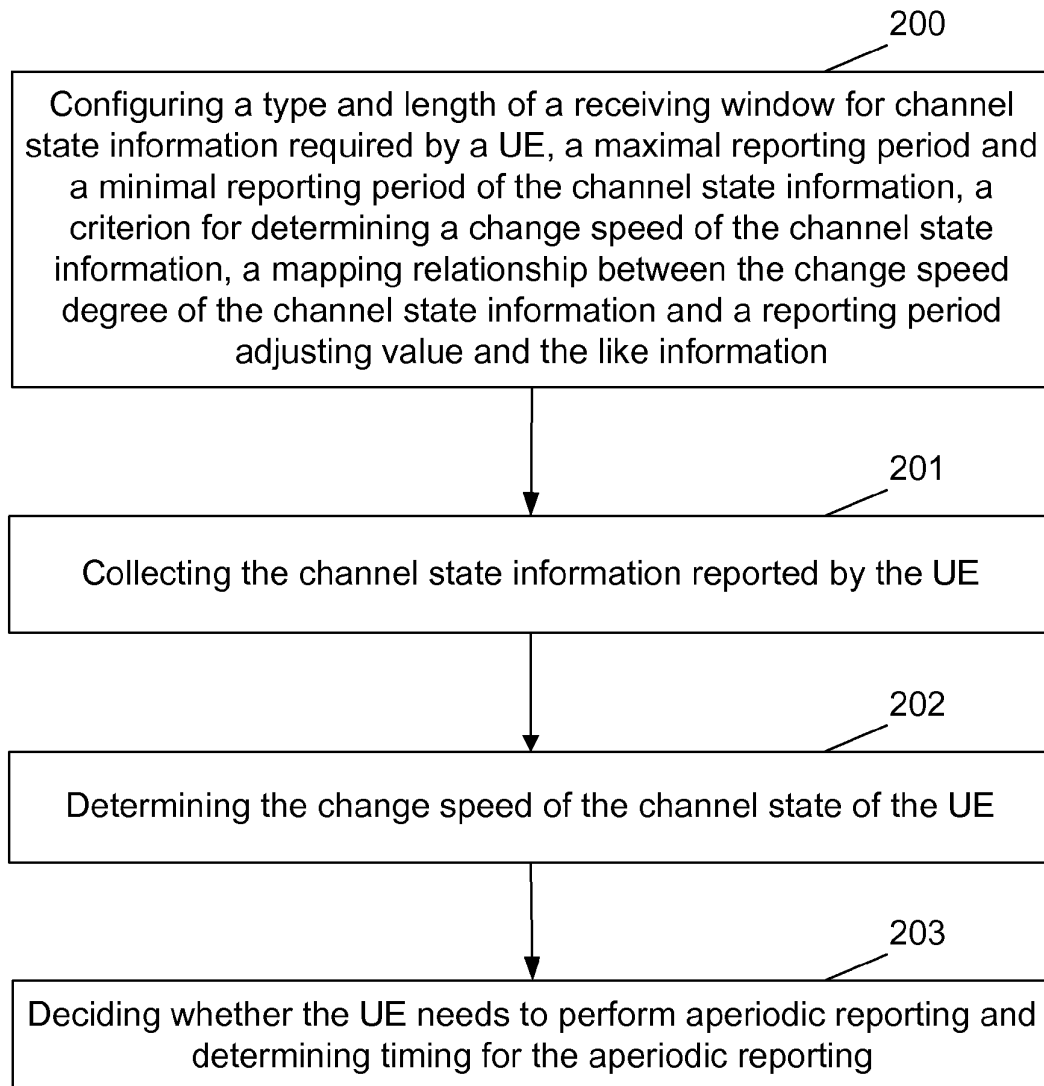 200
Configuring a type and length of a receiving window for channel
state information required by a UE, a maximal reporting period and
a minimal reporting period of the channel state information, a
criterion for determining a change speed of the channel state
information, a mapping relationship between the change speed
degree of the channel state information and a reporting period
adjusting value and the like information
201
Collecting the channel state information reported by the UE
202
Determining the change speed of the channel state of the UE
203
Deciding whether the UE needs to perform aperiodic reporting and
determining timing for the aperiodic reporting